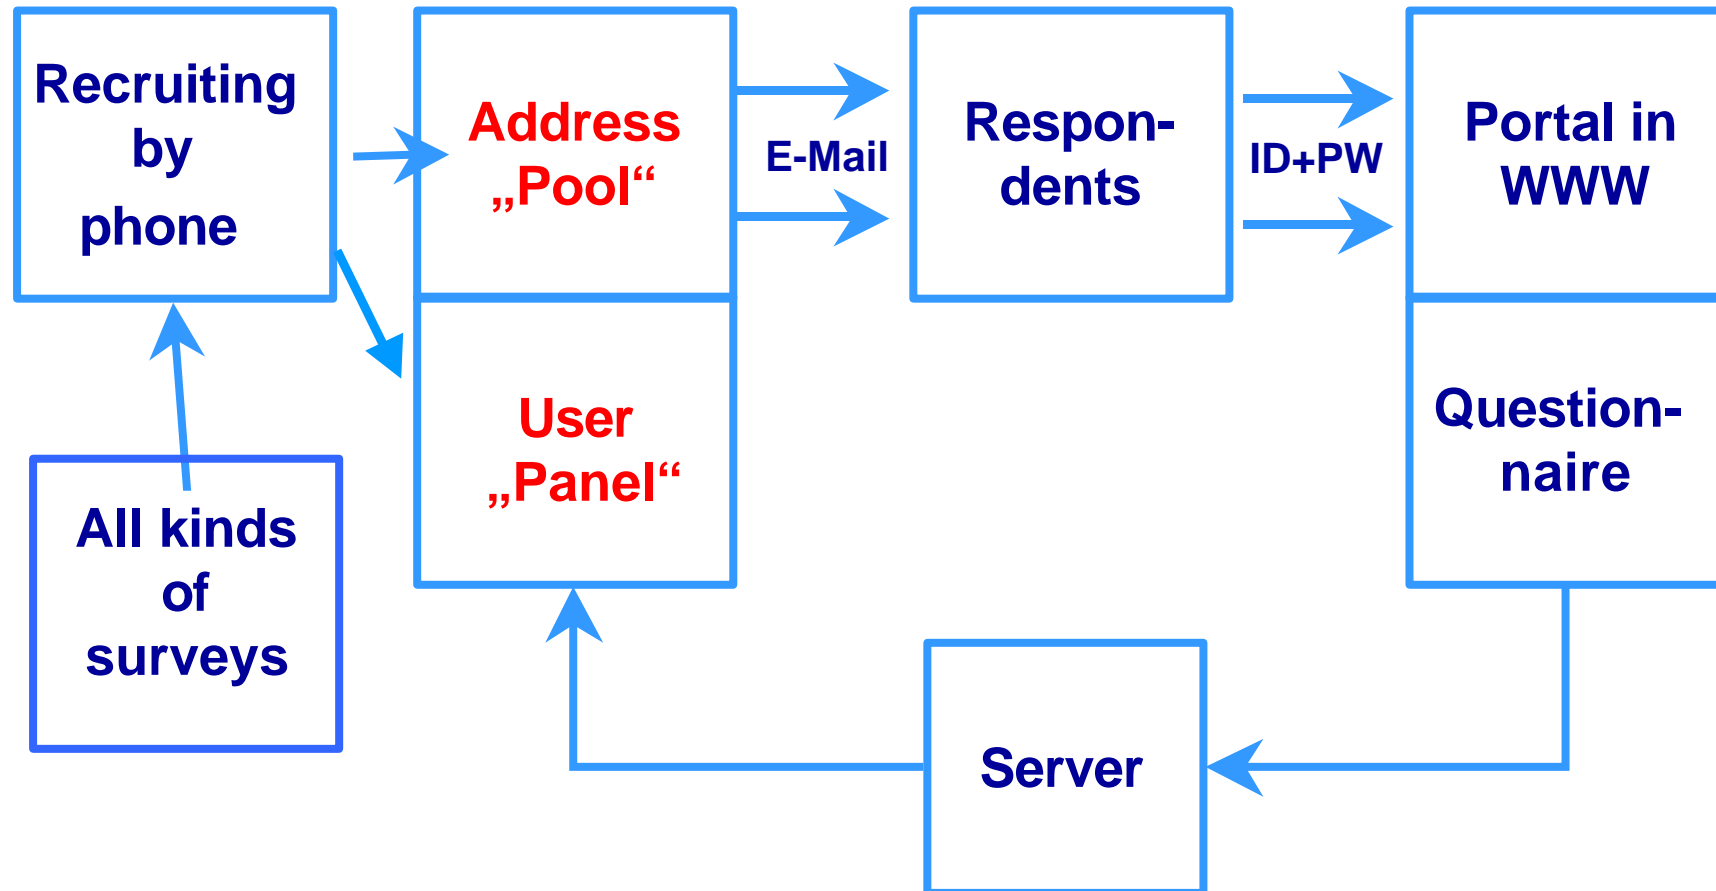 Recruiting
by
phone
Address
„Pool“
E-Mail
Respon-
dents
ID+PW
Portal in
WWW
User
„Panel“
Question-
naire
All kinds
of
surveys
Server